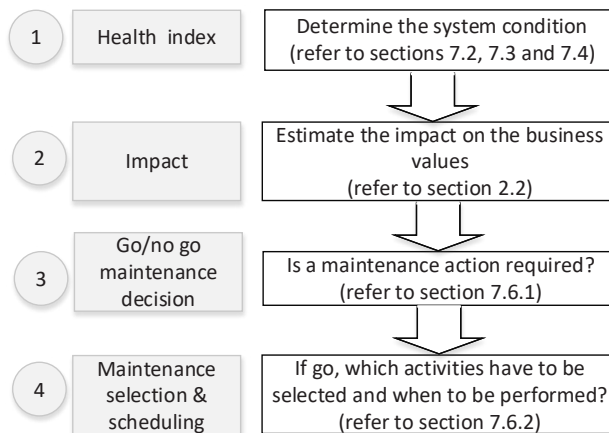 1
Health index
Determine the system condition
(refer to sections 7.2, 7.3 and 7.4)
2
Impact
Estimate the impact on the business
values
(refer to section 2.2)
3
Go/no go
maintenance
decision
Is a maintenance action required?
(refer to section 7.6.1)
4
Maintenance
selection &
scheduling
If go, which activities have to be
selected and when to be performed?
(refer to section 7.6.2)